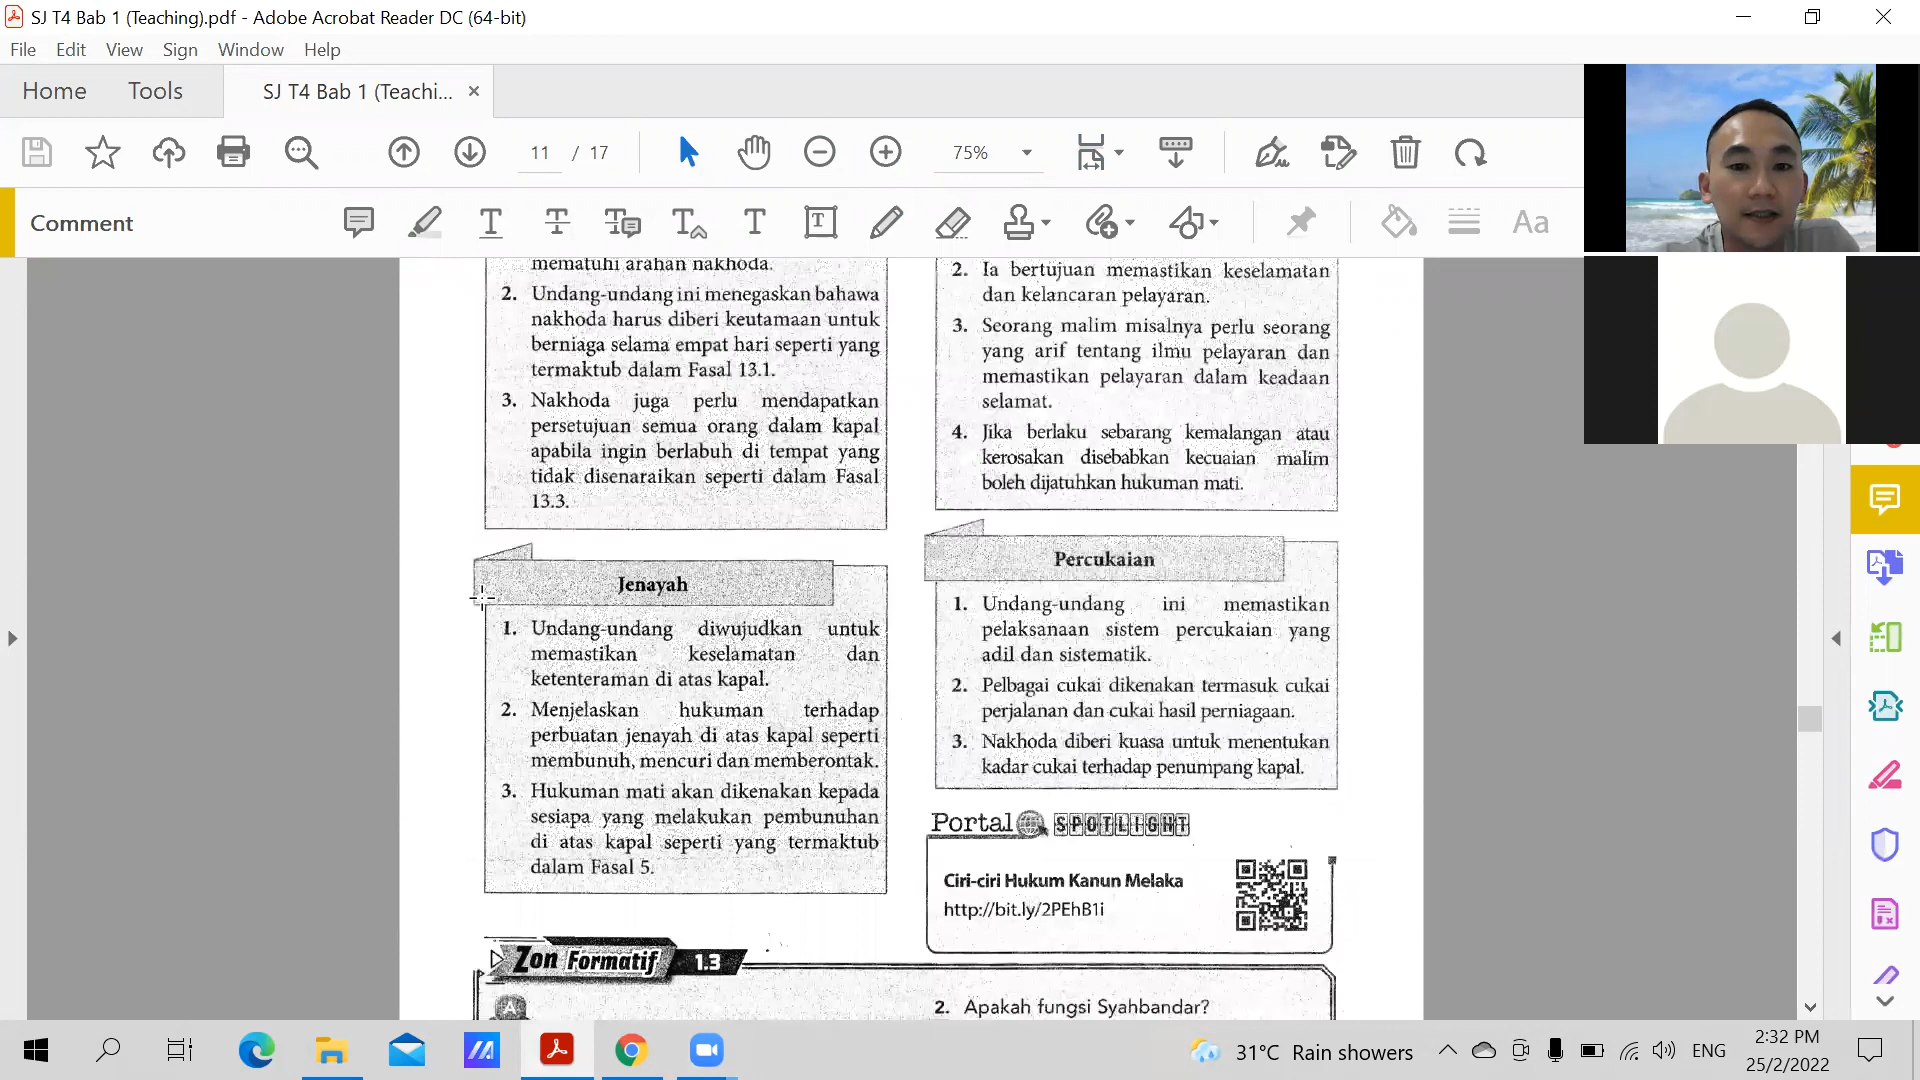 SJ T4 Bab 1 (Teaching).pdf - Adobe Acrobat Reader DC (64-bit)
File Edit View Sign Window Help
Home Tools SJ T4 Bab 1 (Teachi... ×
11 / 17 75%
Comment
Aa
mematuhi arahan nakhoda.
2. Undang-undang ini menegaskan bahawa
nakhoda harus diberi keutamaan untuk
berniaga selama empat hari seperti yang
termaktub dalam Fasal 13.1.
3. Nakhoda juga perlu mendapatkan
persetujuan semua orang dalam kapal
apabila ingin berlabuh di tempat yang
tidak disenaraikan seperti dalam Fasal
13.3.
Jenayah
1. Undang-undang diwujudkan untuk
memastikan keselamatan dan
ketenteraman di atas kapal.
2. Menjelaskan hukuman terhadap
perbuatan jenayah di atas kapal seperti
membunuh, mencuri dan memberontak.
3. Hukuman mati akan dikenakan kepada
sesiapa yang melakukan pembunuhan
di atas kapal seperti yang termaktub
dalam Fasal 5.
2. Ia bertujuan memastikan keselamatan
dan kelancaran pelayaran.
3. Seorang malim misalnya perlu seorang
yang arif tentang ilmu pelayaran dan
memastikan pelayaran dalam keadaan
selamat.
4. Jika berlaku sebarang kemalangan atau
kerosakan disebabkan kecuaian malim
boleh dijatuhkan hukuman mati.
Percukaian
1. Undang-undang ini memastikan
pelaksanaan sistem percukaian yang
adil dan sistematik.
2. Pelbagai cukai dikenakan termasuk cukai
perjalanan dan cukai hasil perniagaan.
3. Nakhoda diberi kuasa untuk menentukan
kadar cukai terhadap penumpang kapal.
Portal SPOTLIGHT
Ciri-ciri Hukum Kanun Melaka
http://bit.ly/2PEhB1i
Zon Formatif 1.3
A
2. Apakah fungsi Syahbandar?
31°C Rain showers
ENG
2:32 PM
25/2/2022